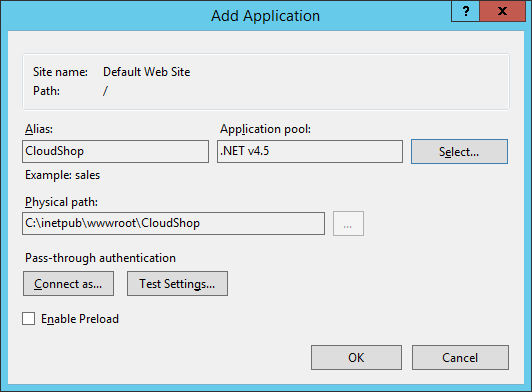 Add Application
?
X
Site name: Default Web Site
Path: /
Alias: Application pool:
CloudShop .NET v4.5 Select...
Example: sales
Physical path:
C:\inetpub\wwwroot\CloudShop ...
Pass-through authentication
Connect as... Test Settings...
Enable Preload
OK Cancel